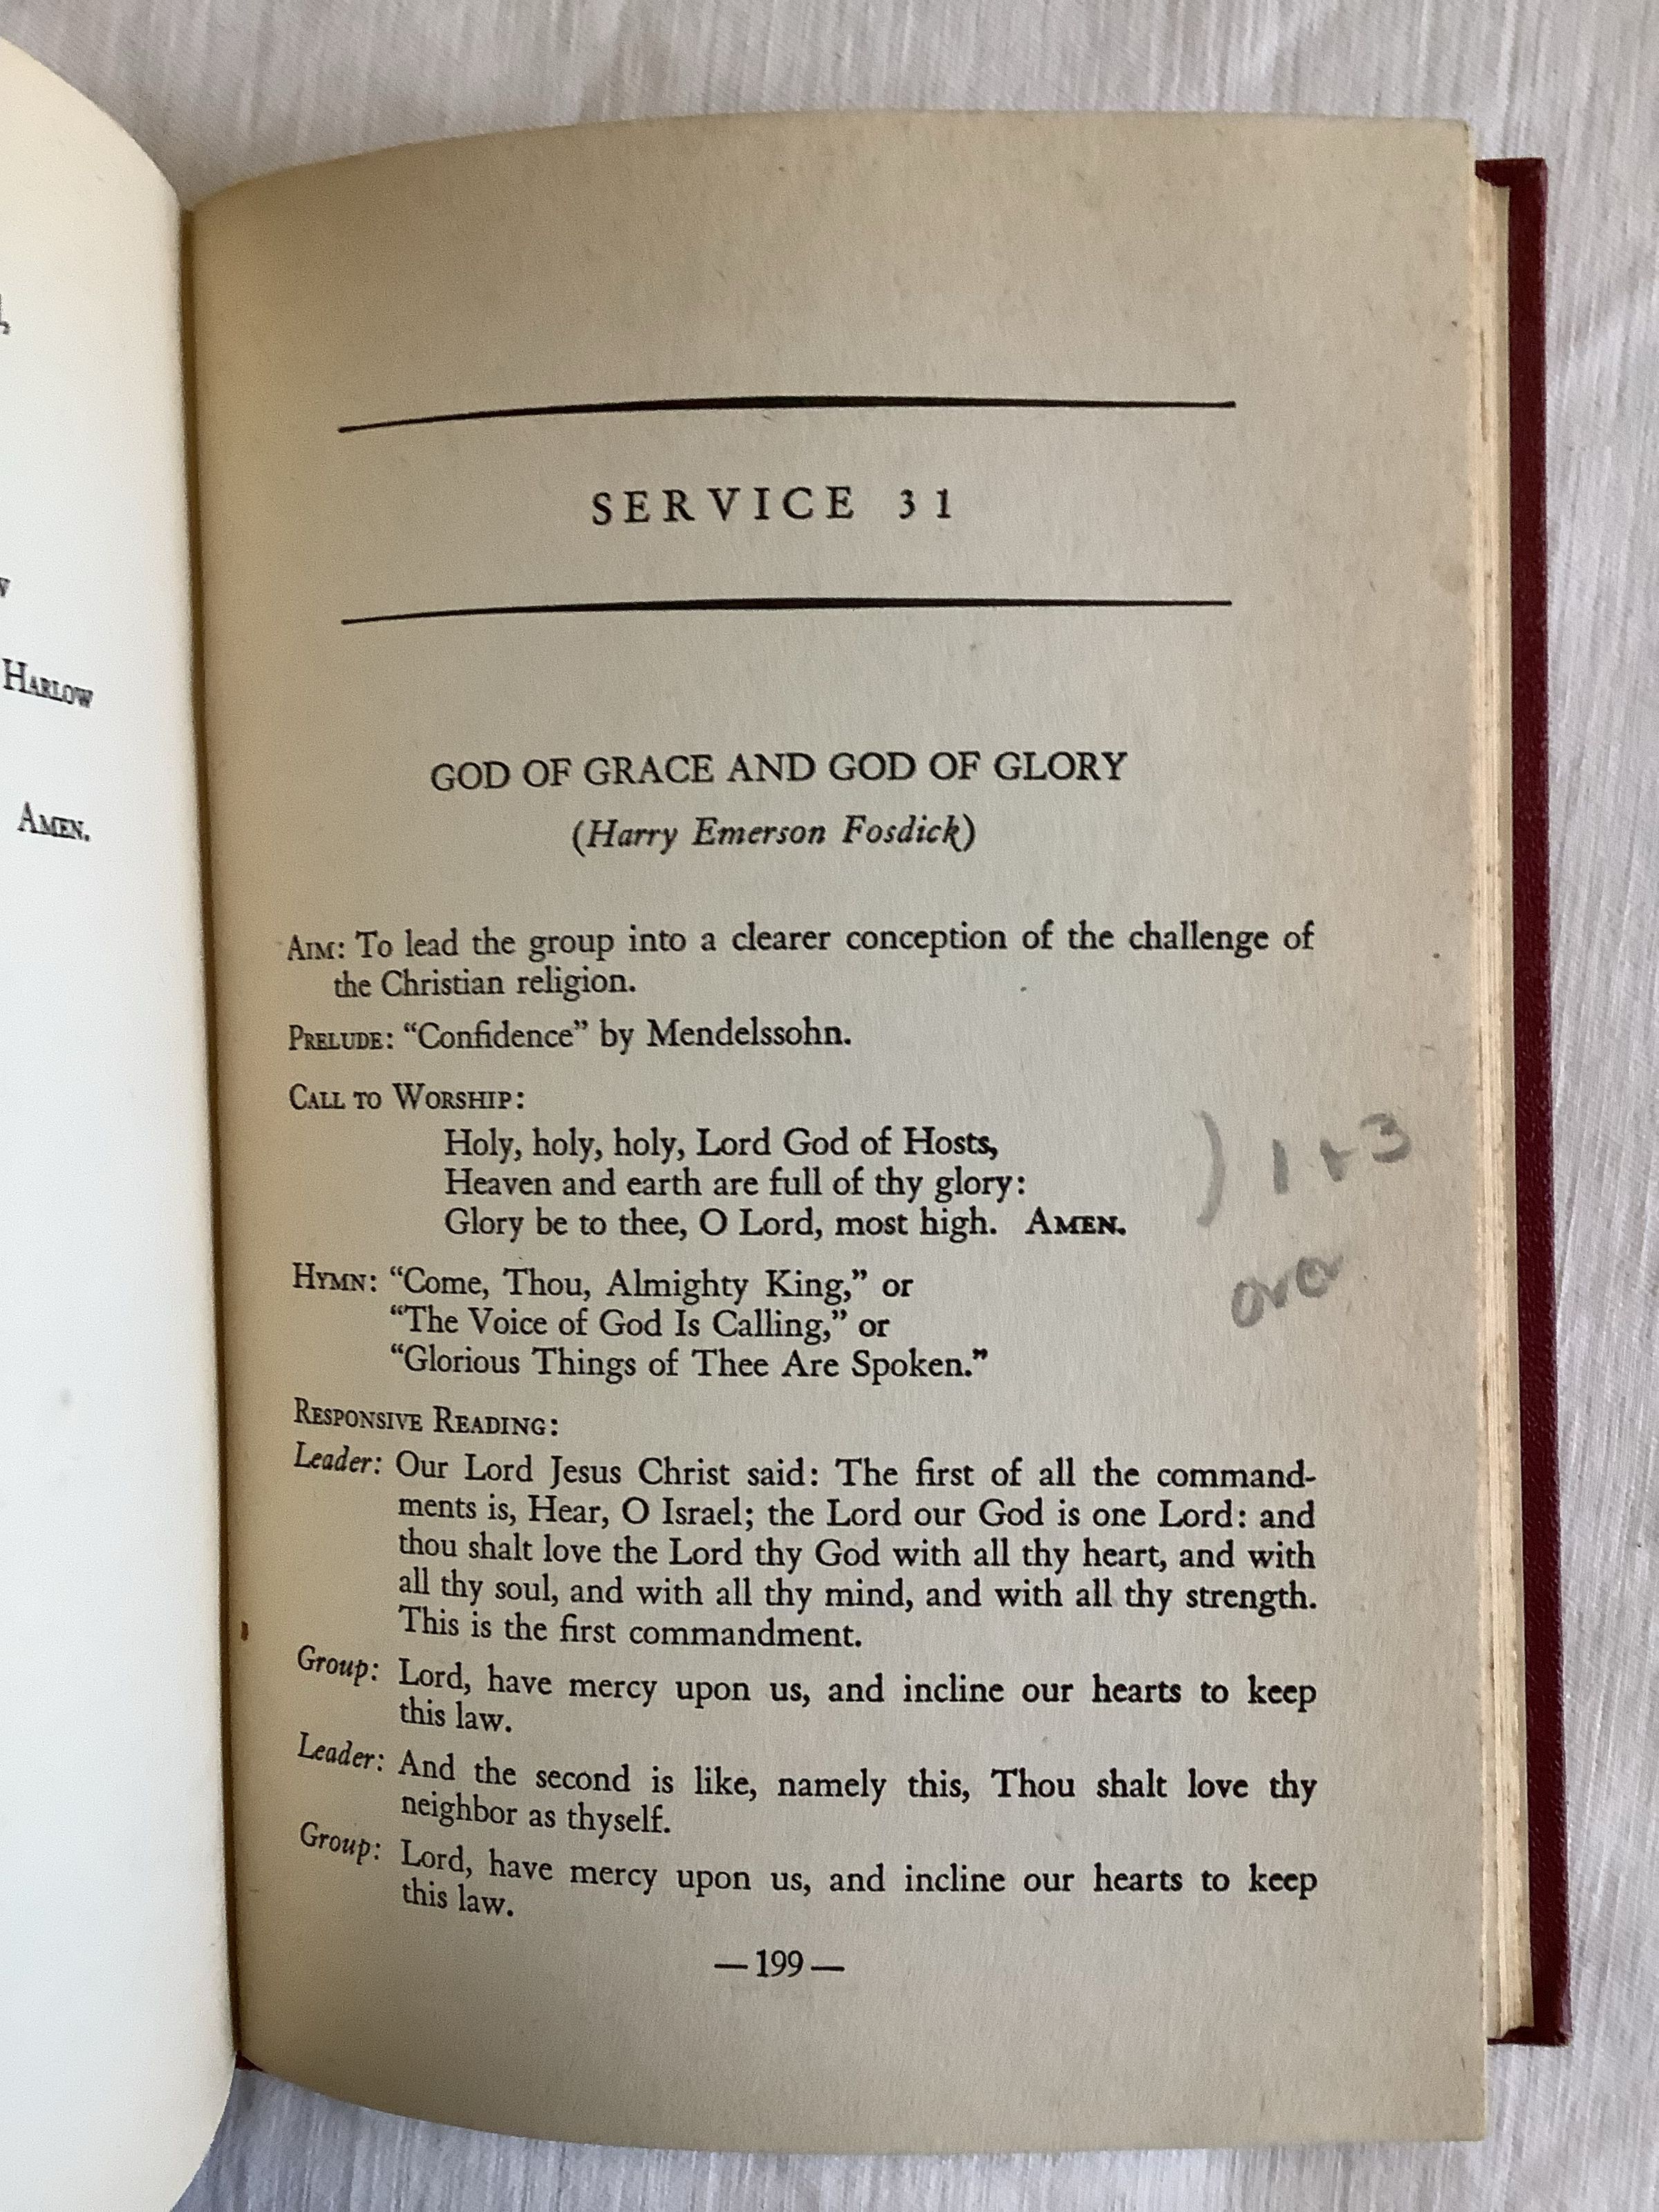 HARLOW
AMEN.
SERVICE 31
GOD OF GRACE AND GOD OF GLORY
(Harry Emerson Fosdick)
AIM: To lead the group into a clearer conception of the challenge of
the Christian religion.
PRELUDE: “Confidence” by Mendelssohn.
CALL TO WORSHIP:
Holy, holy, holy, Lord God of Hosts,
Heaven and earth are full of thy glory:
Glory be to thee, O Lord, most high. AMEN.
) 1+3
over
HYMN: “Come, Thou, Almighty King,” or
“The Voice of God Is Calling,” or
“Glorious Things of Thee Are Spoken.”
RESPONSIVE READING:
Leader: Our Lord Jesus Christ said: The first of all the command-
ments is, Hear, O Israel; the Lord our God is one Lord: and
thou shalt love the Lord thy God with all thy heart, and with
all thy soul, and with all thy mind, and with all thy strength.
This is the first commandment.
Group: Lord, have mercy upon us, and incline our hearts to keep
this law.
Leader: And the second is like, namely this, Thou shalt love thy
neighbor as thyself.
Group: Lord, have mercy upon us, and incline our hearts to keep
this law.
—199—